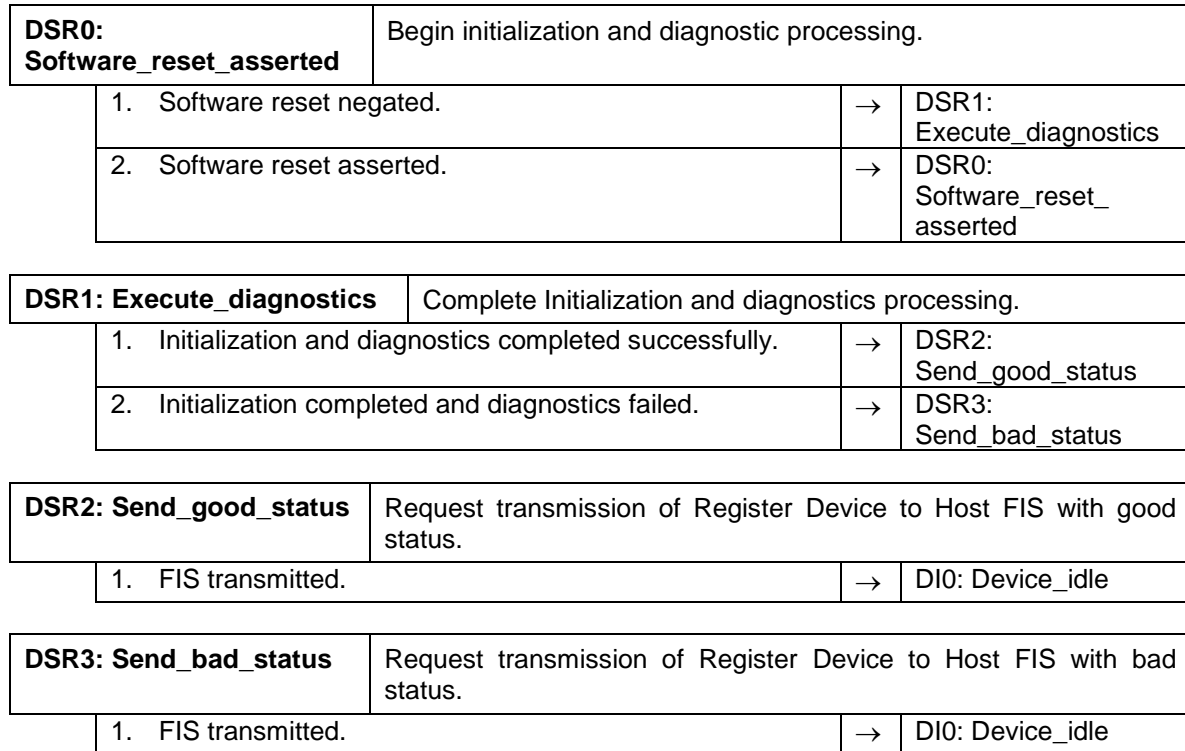 DSR0: Begin initialization and diagnostic processing.
Software_reset_asserted
1. Software reset negated. → DSR1:
Execute_diagnostics
2. Software reset asserted. → DSR0:
Software_reset_
asserted
DSR1: Execute_diagnostics Complete Initialization and diagnostics processing.
1. Initialization and diagnostics completed successfully. → DSR2:
Send_good_status
2. Initialization completed and diagnostics failed. → DSR3:
Send_bad_status
DSR2: Send_good_status Request transmission of Register Device to Host FIS with good
status.
1. FIS transmitted. → DI0: Device_idle
DSR3: Send_bad_status Request transmission of Register Device to Host FIS with bad
status.
1. FIS transmitted. → DI0: Device_idle